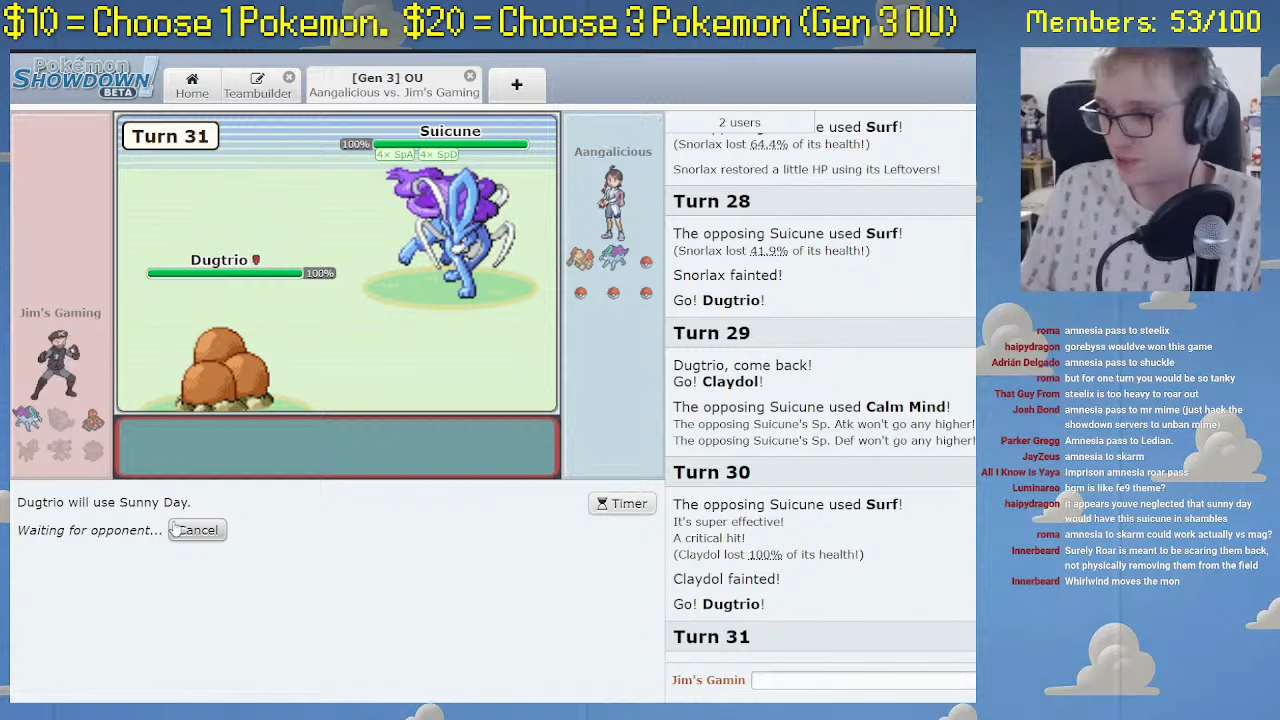 $10 = Choose 1 Pokemon. $20 = Choose 3 Pokemon (Gen 3 OU)
Members: 53/100
Pokémon
SHOWDOWN!
BETA
Home
Teambuilder
[Gen 3] OU
Aangalicious vs. Jim's Gaming
+
Turn 31
Suicune
100%
4× SpA 4× SpD
Dugtrio
100%
Jim's Gaming
Aangalicious
Dugtrio will use Sunny Day.
Waiting for opponent...
Cancel
Timer
2 users
e used Surf!
(Snorlax lost 64.4% of its health!)
Snorlax restored a little HP using its Leftovers!
Turn 28
The opposing Suicune used Surf!
(Snorlax lost 41.9% of its health!)
Snorlax fainted!
Go! Dugtrio!
Turn 29
Dugtrio, come back!
Go! Claydol!
The opposing Suicune used Calm Mind!
The opposing Suicune's Sp. Atk won't go any higher!
The opposing Suicune's Sp. Def won't go any higher!
Turn 30
The opposing Suicune used Surf!
It's super effective!
A critical hit!
(Claydol lost 100% of its health!)
Claydol fainted!
Go! Dugtrio!
Turn 31
Jim's Gamin
roma amnesia pass to steelix
haipydragon gorebyss wouldve won this game
Adrián Delgado amnesia pass to shuckle
roma but for one turn you would be so tanky
That Guy From steelix is too heavy to roar out
Josh Bond amnesia pass to mr mime (just hack the
showdown servers to unban mime)
Parker Gregg Amnesia pass to Ledian.
JayZeus amnesia to skarm
All I Know Is Yaya Imprison amnesia roar pass
Luminareo bgm is like fe9 theme?
haipydragon it appears youve neglected that sunny day
would have this suicune in shambles
roma amnesia to skarm could work actually vs mag?
Innerbeard Surely Roar is meant to be scaring them back,
not physically removing them from the field
Innerbeard Whirlwind moves the mon